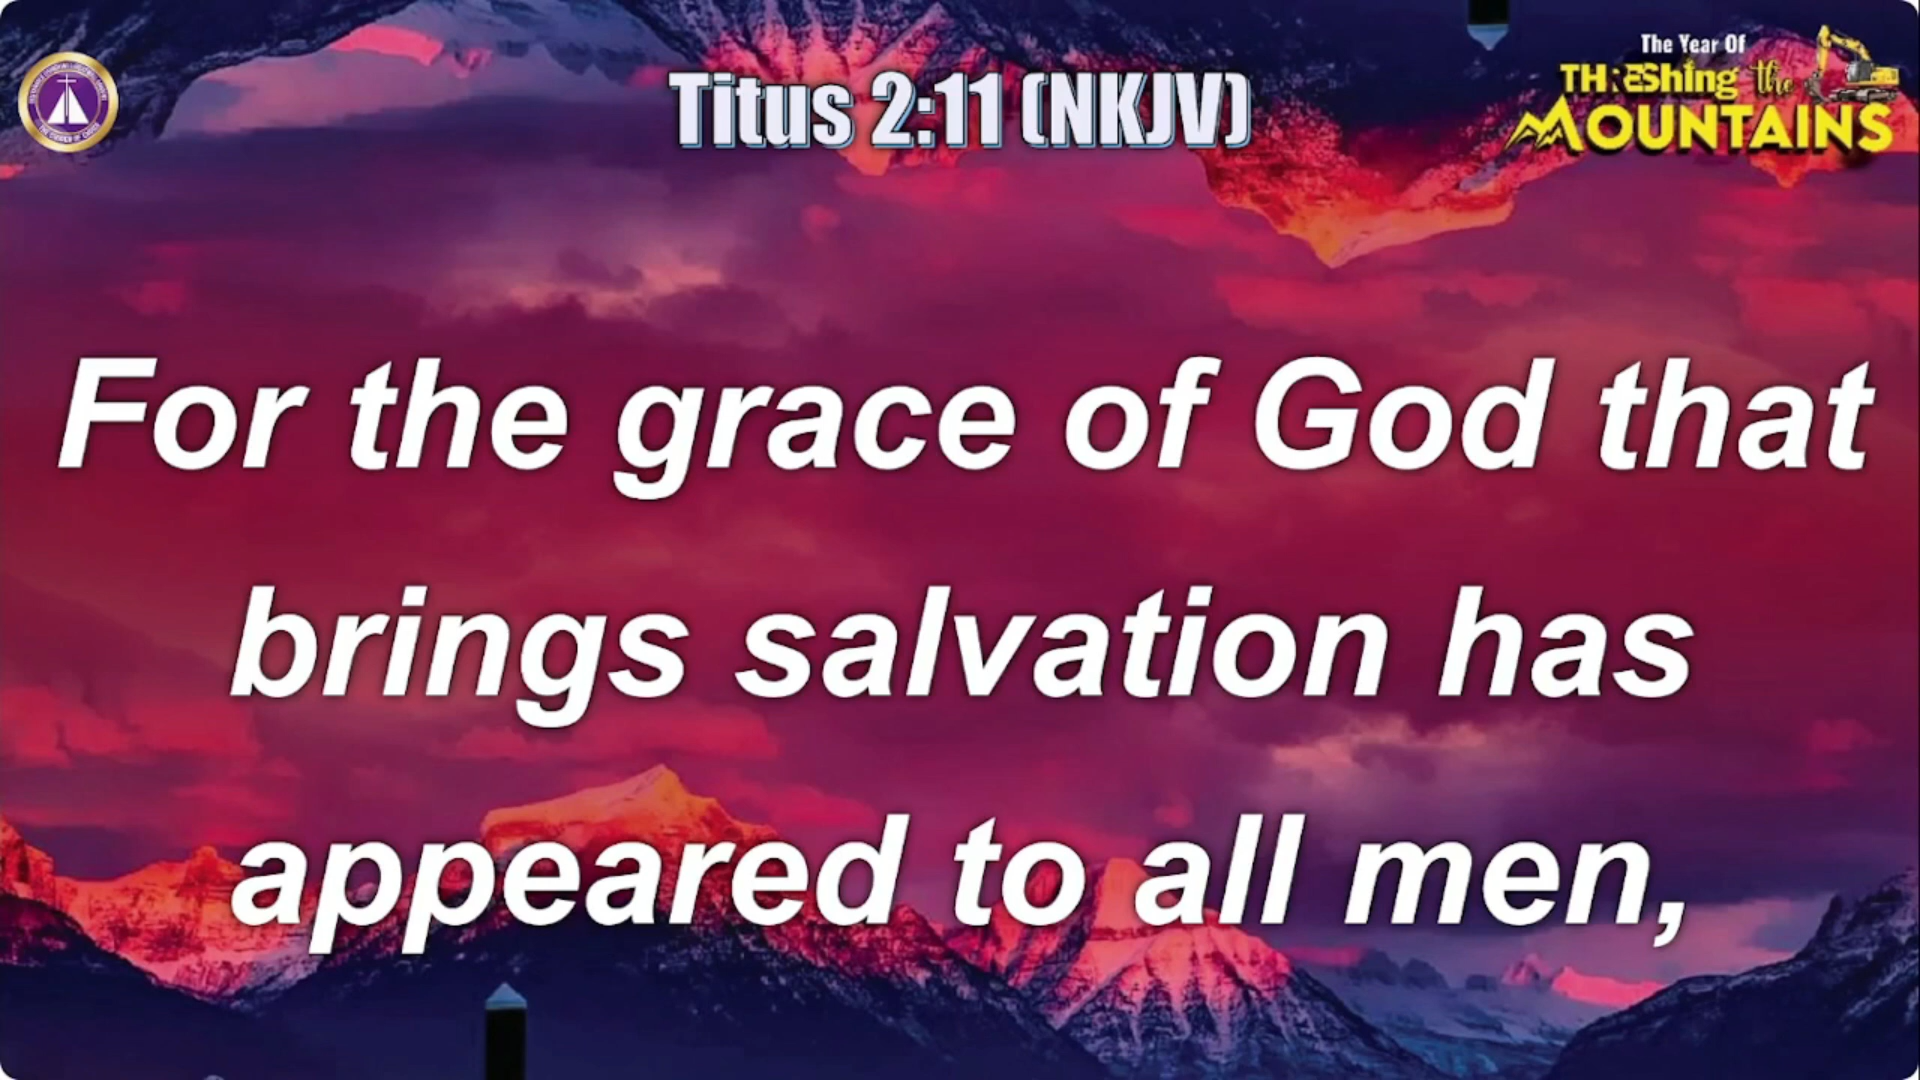 Titus 2:11 (NKJV)
The Year Of
THREShing the
MOUNTAINS
For the grace of God that
brings salvation has
appeared to all men,